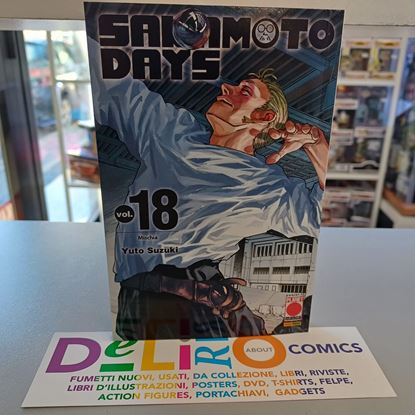 SAKAMOTO
DAYS
vol. 18
Yuto Suzuki
DeLiRiO
ABOUT
COMICS
FUMETTI NUOVI, USATI, DA COLLEZIONE, LIBRI, RIVISTE,
LIBRI D'ILLUSTRAZIONI, POSTERS, DVD, T-SHIRTS, FELPE,
ACTION FIGURES, PORTACHIAVI, GADGETS